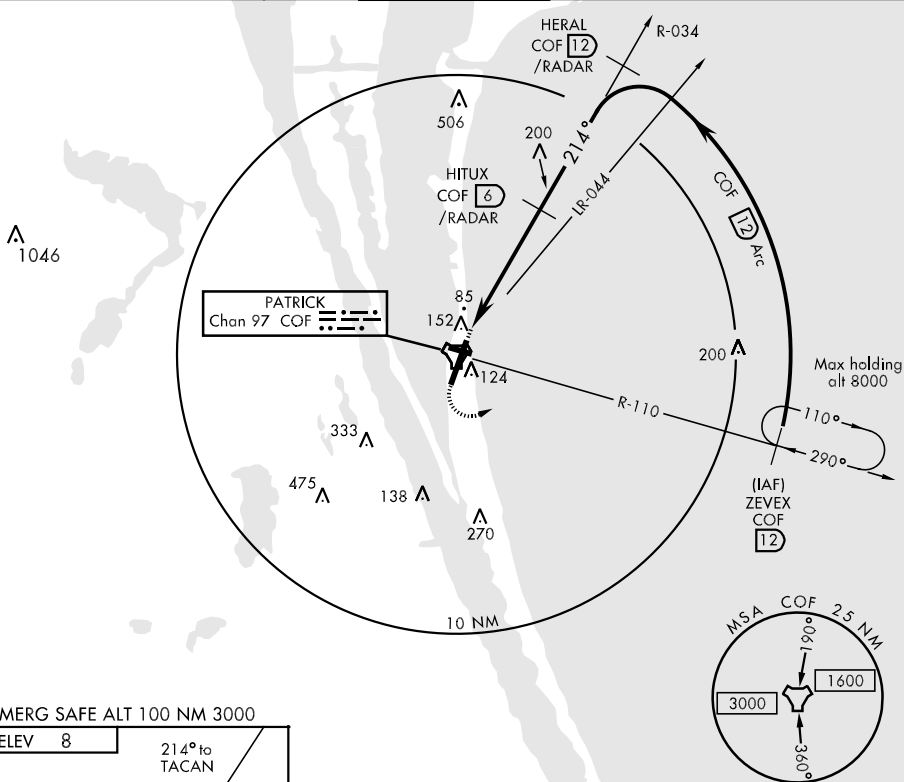 HERAL
COF 12
/RADAR
R-034
506
200
214°
HITUX
COF 6
/RADAR
LR-044
COF 12 Arc
1046
PATRICK
Chan 97 COF
85
152
124
200
Max holding
alt 8000
R-110
110°
290°
333
475
138
270
(IAF)
ZEVEX
COF
12
10 NM
MSA COF 25 NM
190°
1600
3000
360°
MERG SAFE ALT 100 NM 3000
ELEV 8
214° to
TACAN